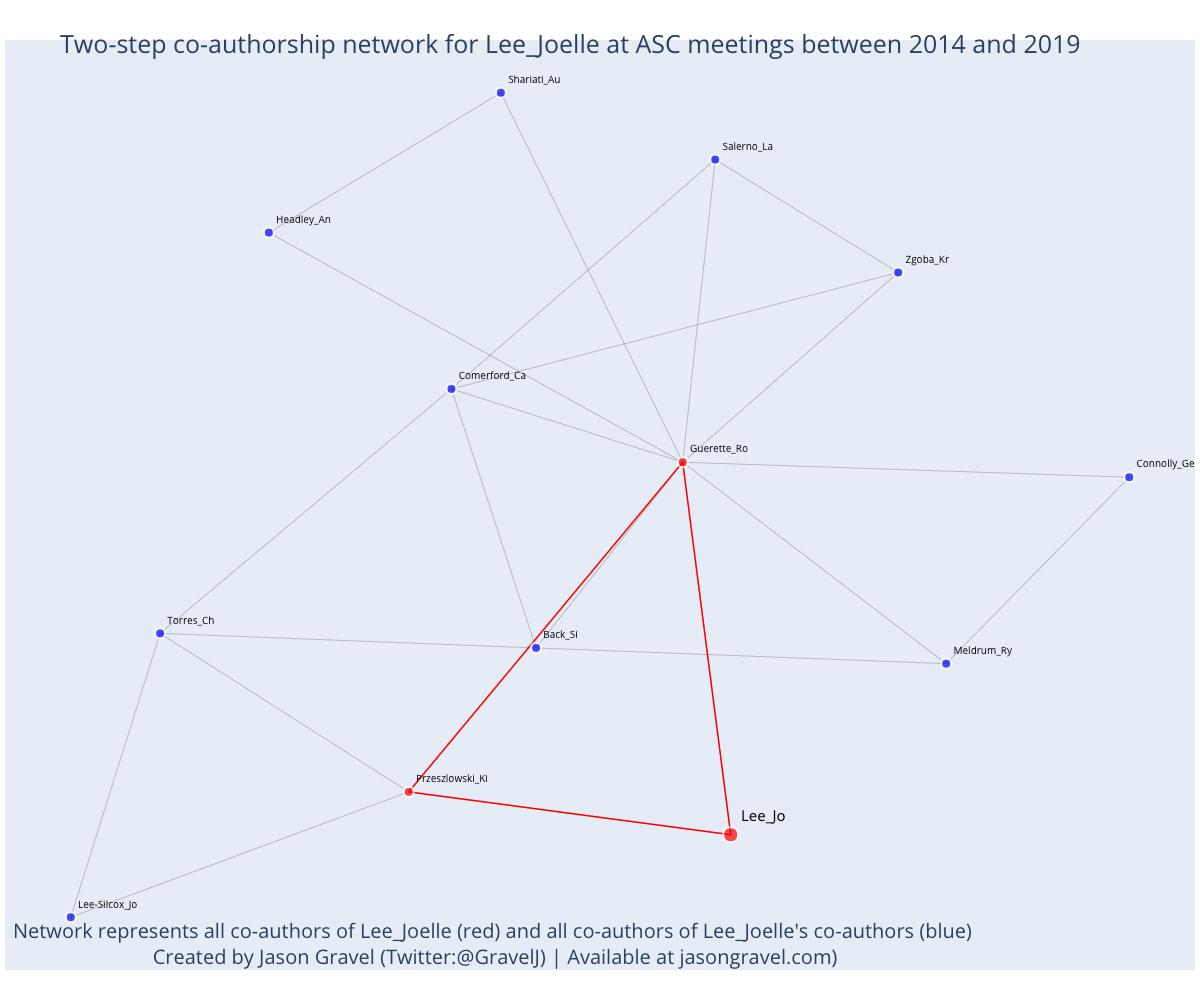 Two-step co-authorship network for Lee_Joelle at ASC meetings between 2014 and 2019
Shariati_Au
Salerno_La
Headley_An
Zgoba_Kr
Comerford_Ca
Guerette_Ro
Connolly_Ge
Torres_Ch
Back_Si
Meldrum_Ry
Przeszlowski_Ki
Lee_Jo
Lee-Silcox_Jo
Network represents all co-authors of Lee_Joelle (red) and all co-authors of Lee_Joelle's co-authors (blue)
Created by Jason Gravel (Twitter:@GravelJ) | Available at jasongravel.com)